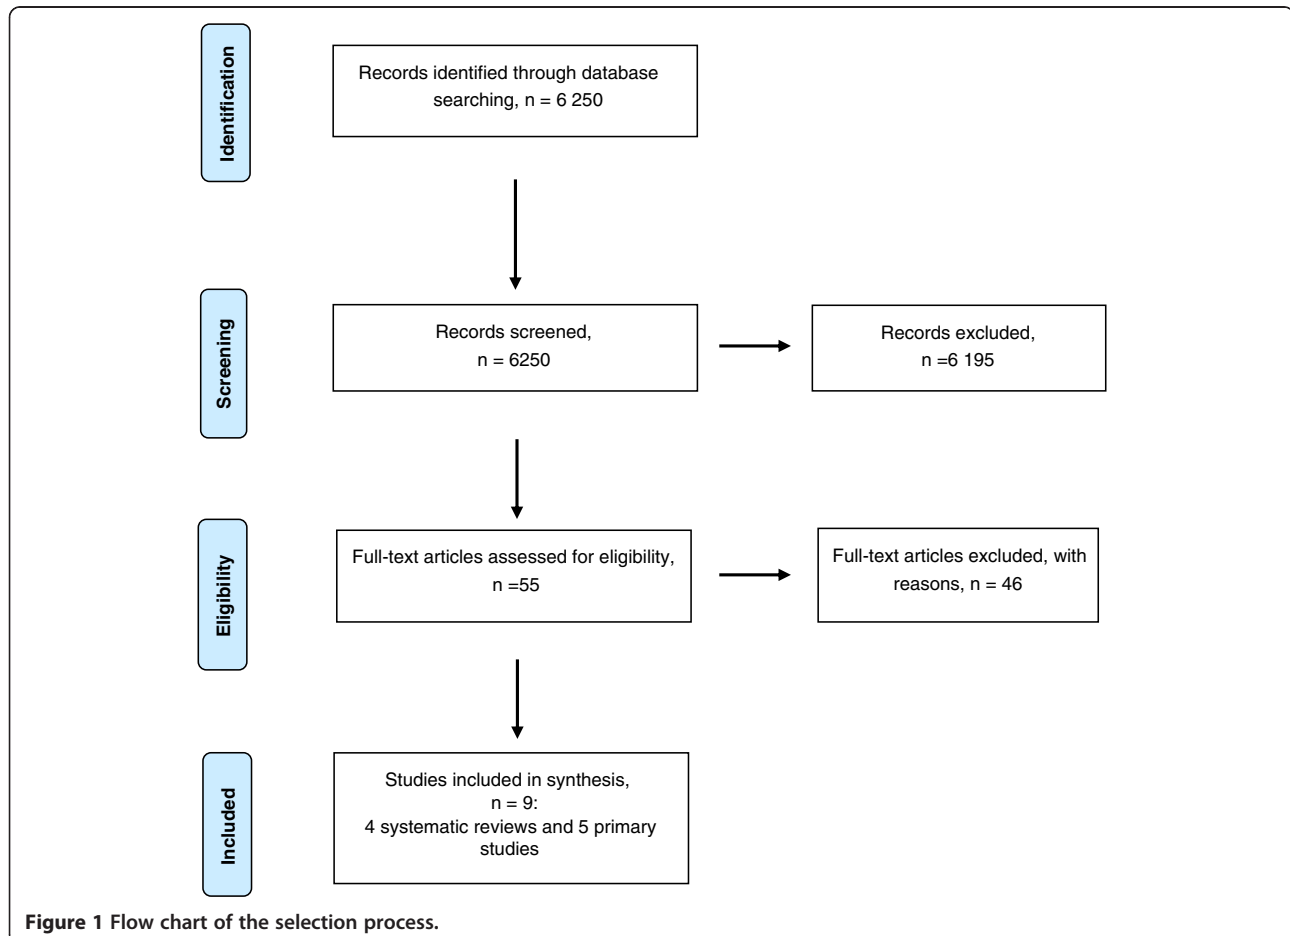 Identification
Records identified through database
searching, n = 6 250
Screening
Records screened,
n = 6250
Records excluded,
n =6 195
Eligibility
Full-text articles assessed for eligibility,
n =55
Full-text articles excluded, with
reasons, n = 46
Included
Studies included in synthesis,
n = 9:
4 systematic reviews and 5 primary
studies
Figure 1 Flow chart of the selection process.